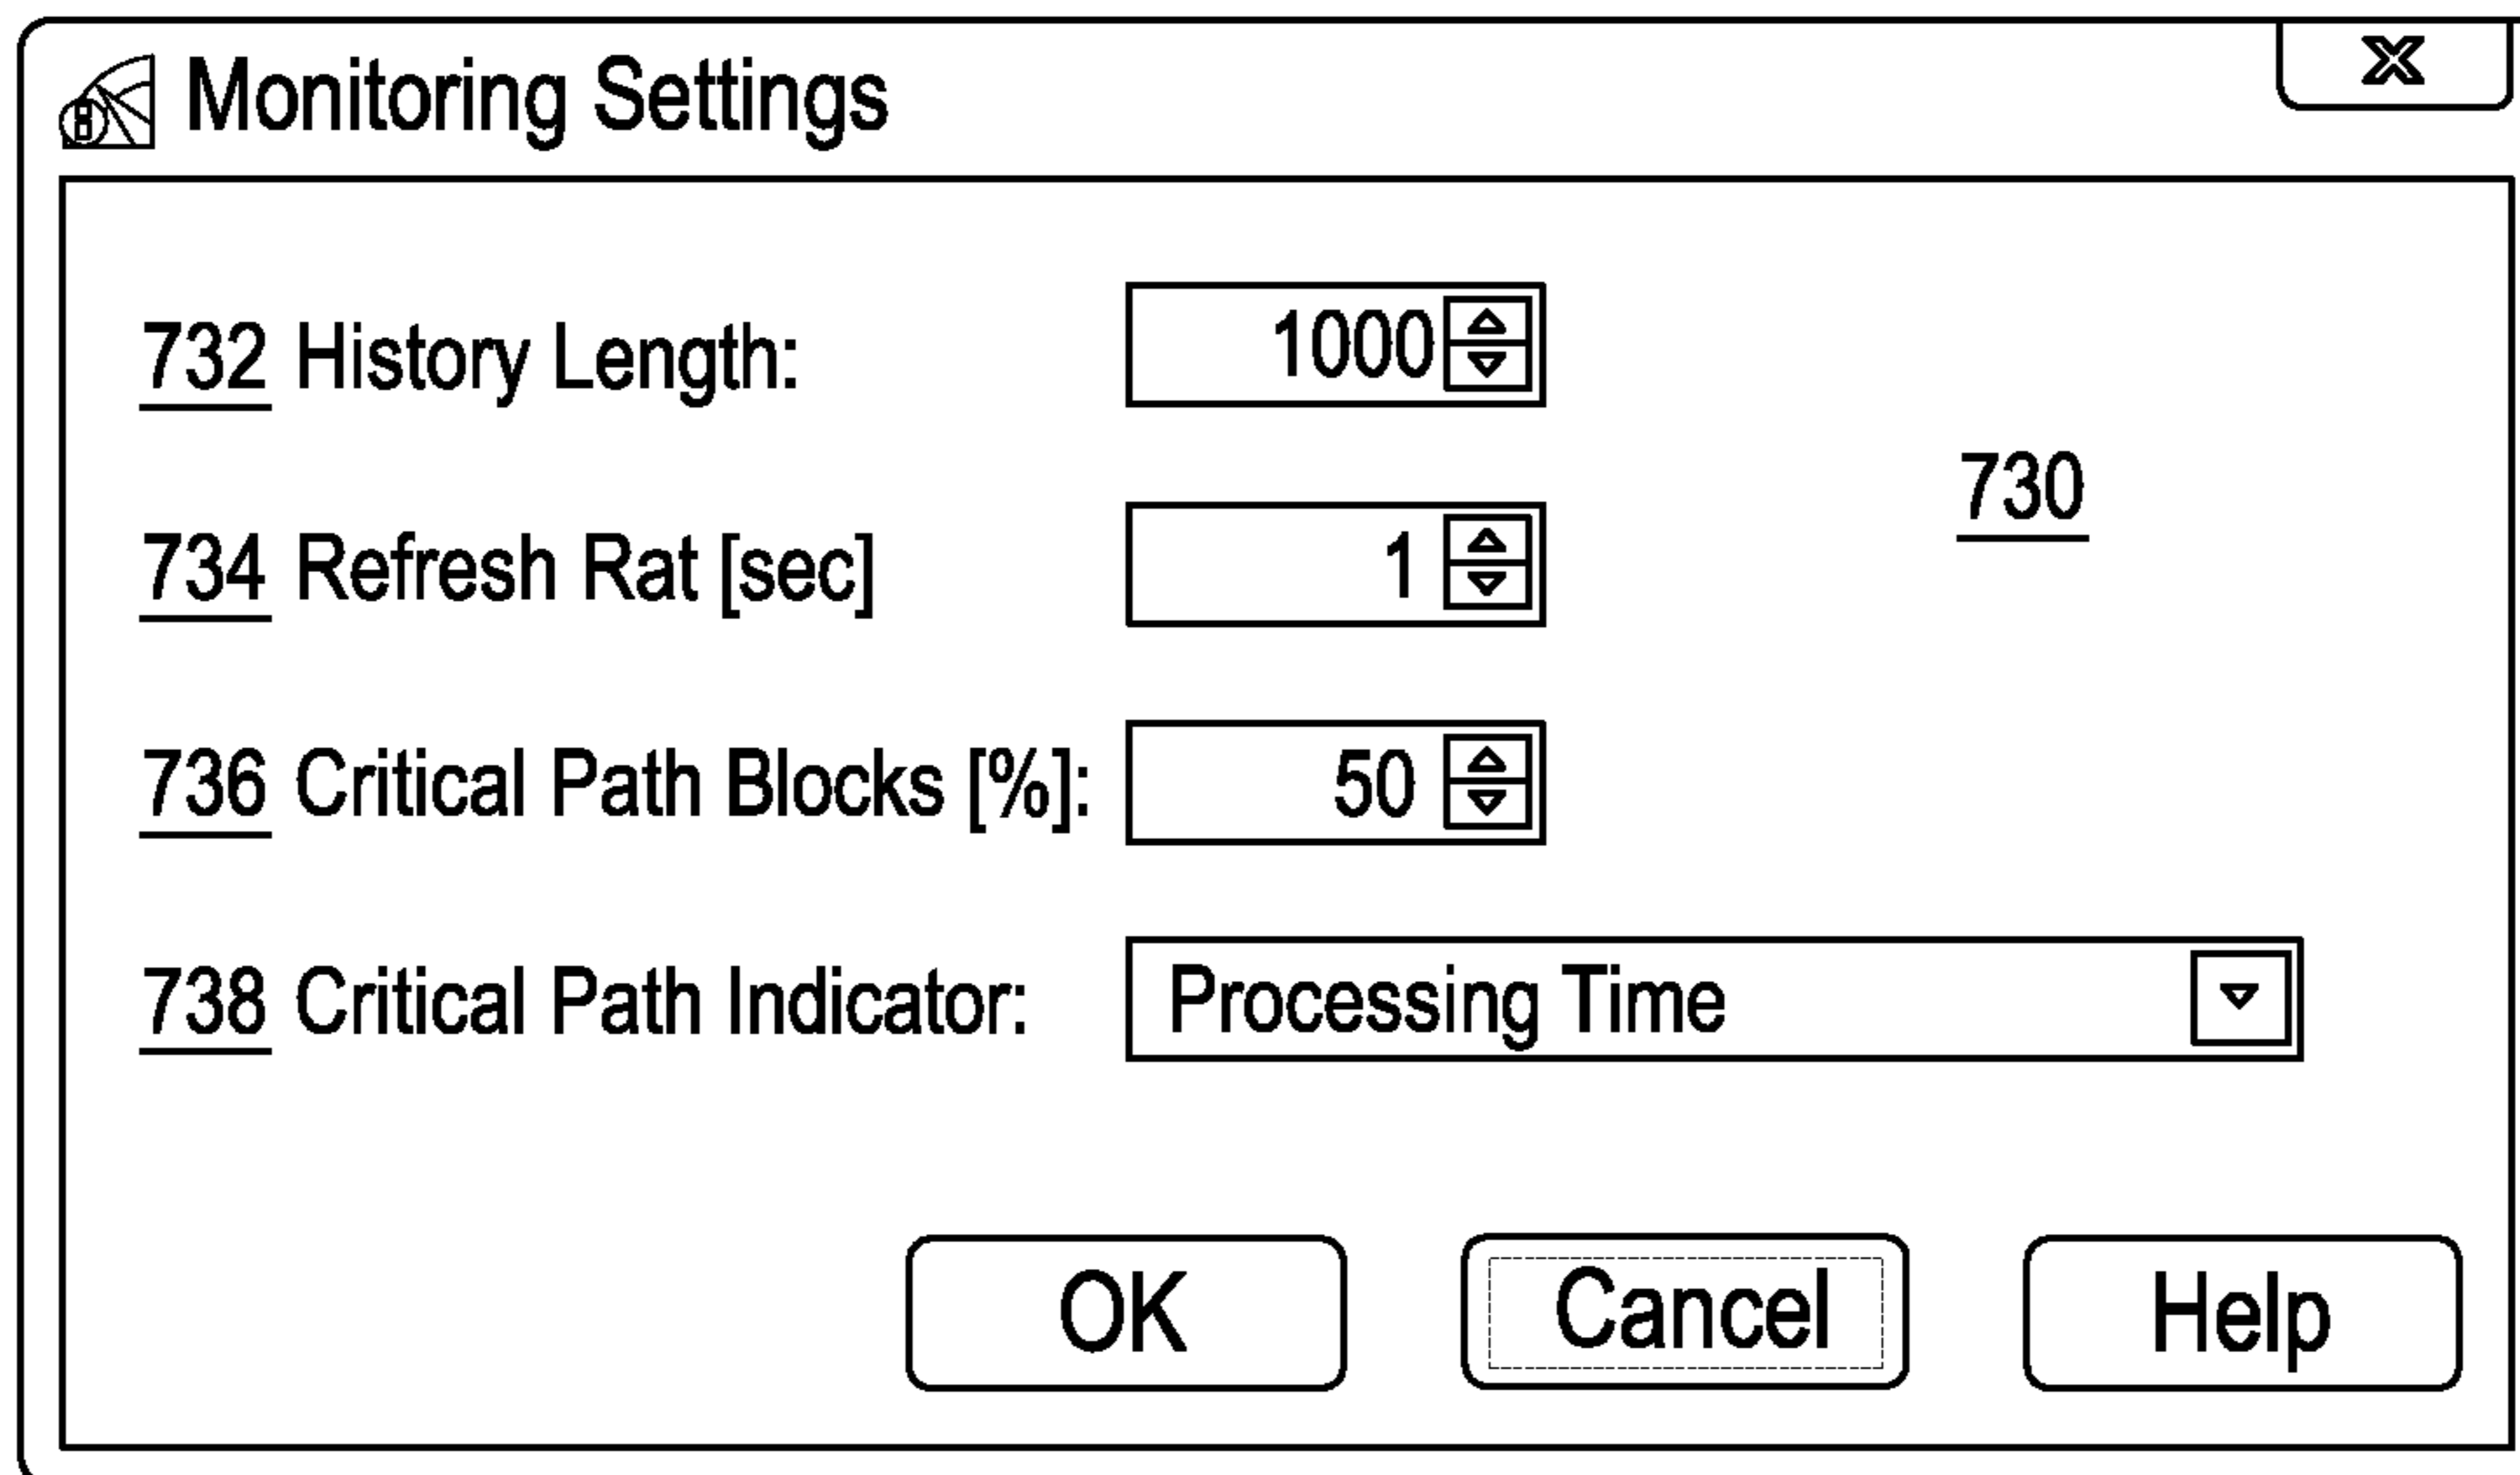 Monitoring Settings X
732 History Length: 1000
730
734 Refresh Rat [sec] 1
736 Critical Path Blocks [%]: 50
738 Critical Path Indicator: Processing Time
OK Cancel Help